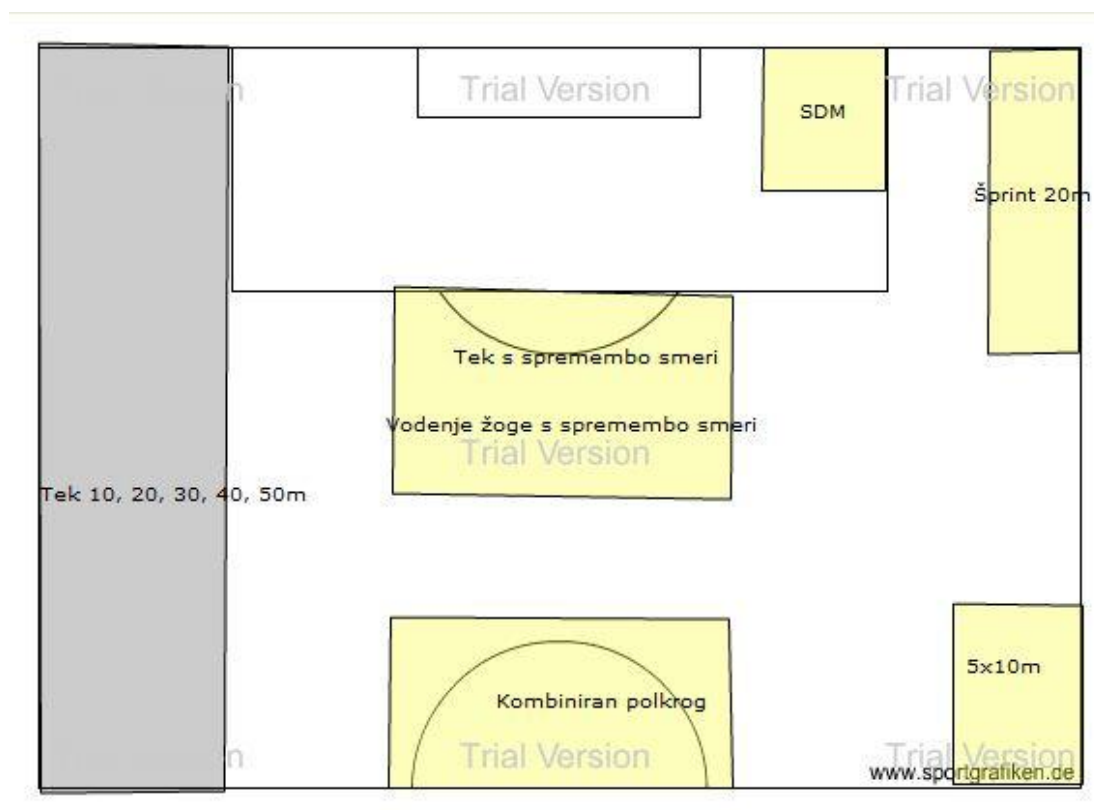 Trial Version
Trial Version
SDM
Šprint 20m
Tek s spremembo smeri
Vodenje žoge s spremembo smeri
Trial Version
Tek 10, 20, 30, 40, 50m
5x10m
Kombiniran polkrog
n
Trial Version
Trial Version
www.sportgrafiken.de